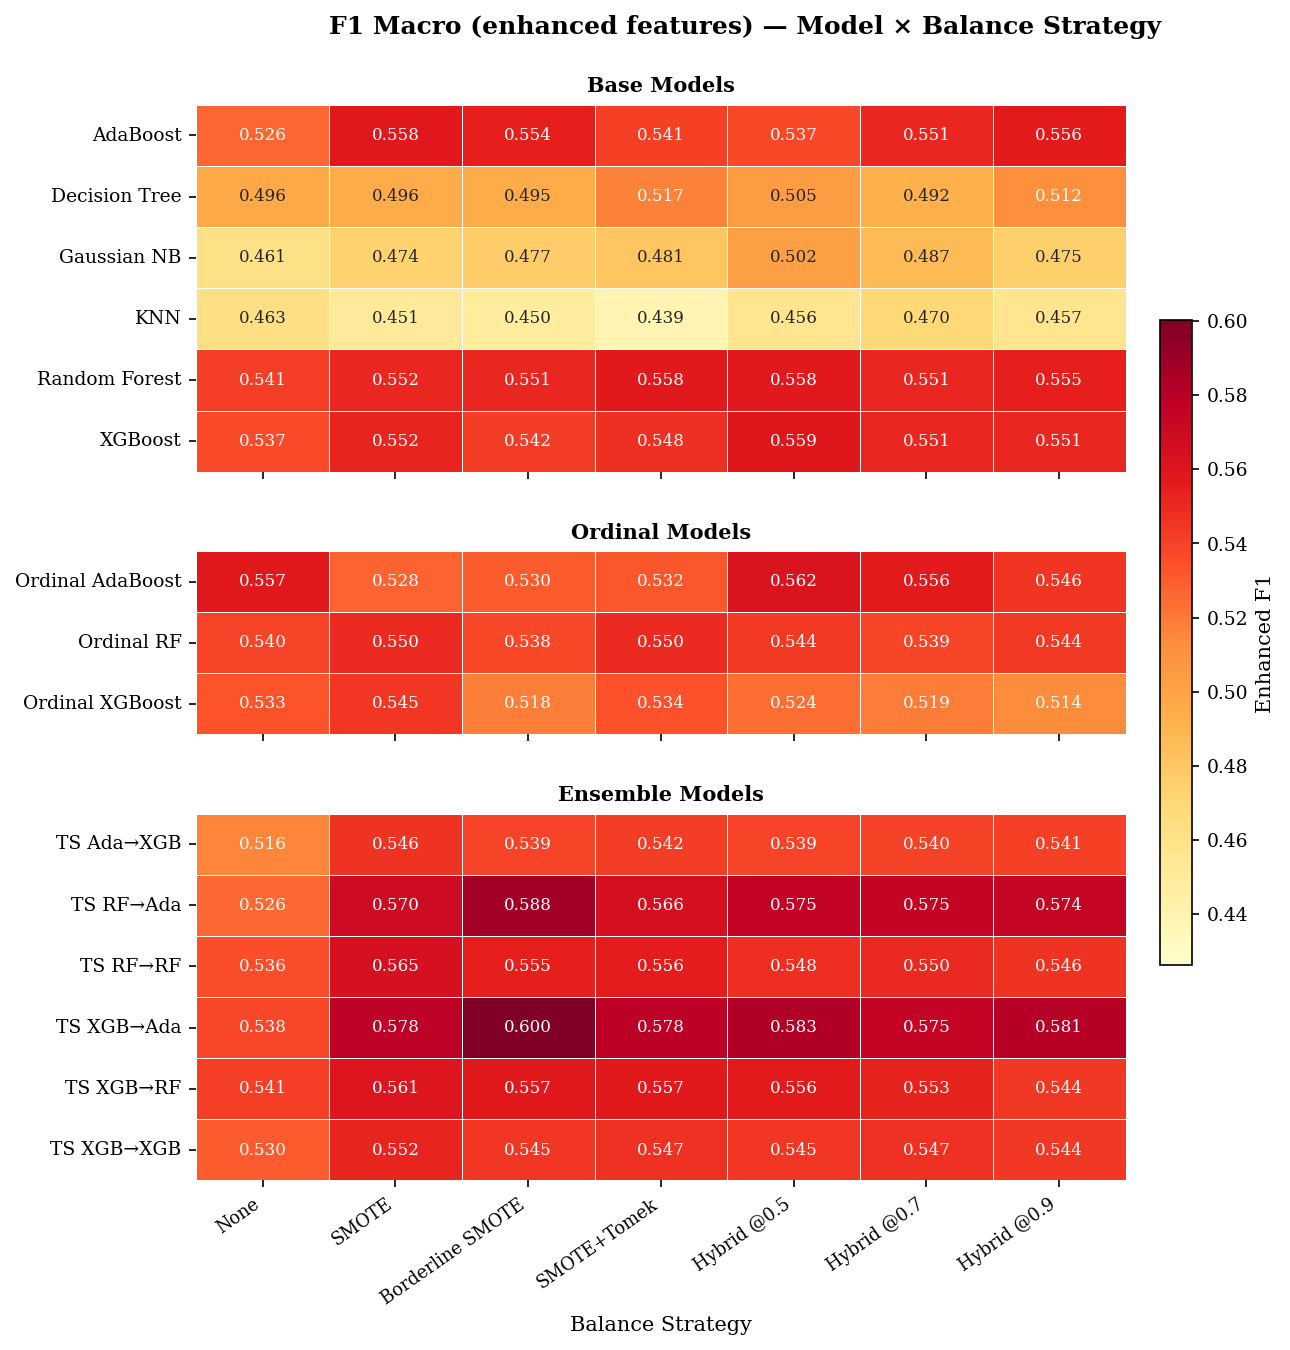 F1 Macro (enhanced features) — Model × Balance Strategy
Base Models
AdaBoost 0.526 0.558 0.554 0.541 0.537 0.551 0.556
Decision Tree 0.496 0.496 0.495 0.517 0.505 0.492 0.512
Gaussian NB 0.461 0.474 0.477 0.481 0.502 0.487 0.475
KNN 0.463 0.451 0.450 0.439 0.456 0.470 0.457
Random Forest 0.541 0.552 0.551 0.558 0.558 0.551 0.555
XGBoost 0.537 0.552 0.542 0.548 0.559 0.551 0.551
Ordinal Models
Ordinal AdaBoost 0.557 0.528 0.530 0.532 0.562 0.556 0.546
Ordinal RF 0.540 0.550 0.538 0.550 0.544 0.539 0.544
Ordinal XGBoost 0.533 0.545 0.518 0.534 0.524 0.519 0.514
Ensemble Models
TS Ada→XGB 0.516 0.546 0.539 0.542 0.539 0.540 0.541
TS RF→Ada 0.526 0.570 0.588 0.566 0.575 0.575 0.574
TS RF→RF 0.536 0.565 0.555 0.556 0.548 0.550 0.546
TS XGB→Ada 0.538 0.578 0.600 0.578 0.583 0.575 0.581
TS XGB→RF 0.541 0.561 0.557 0.557 0.556 0.553 0.544
TS XGB→XGB 0.530 0.552 0.545 0.547 0.545 0.547 0.544
None SMOTE Borderline SMOTE SMOTE+Tomek Hybrid @0.5 Hybrid @0.7 Hybrid @0.9
Balance Strategy
0.60
0.58
0.56
0.54
0.52
0.50
0.48
0.46
0.44
Enhanced F1